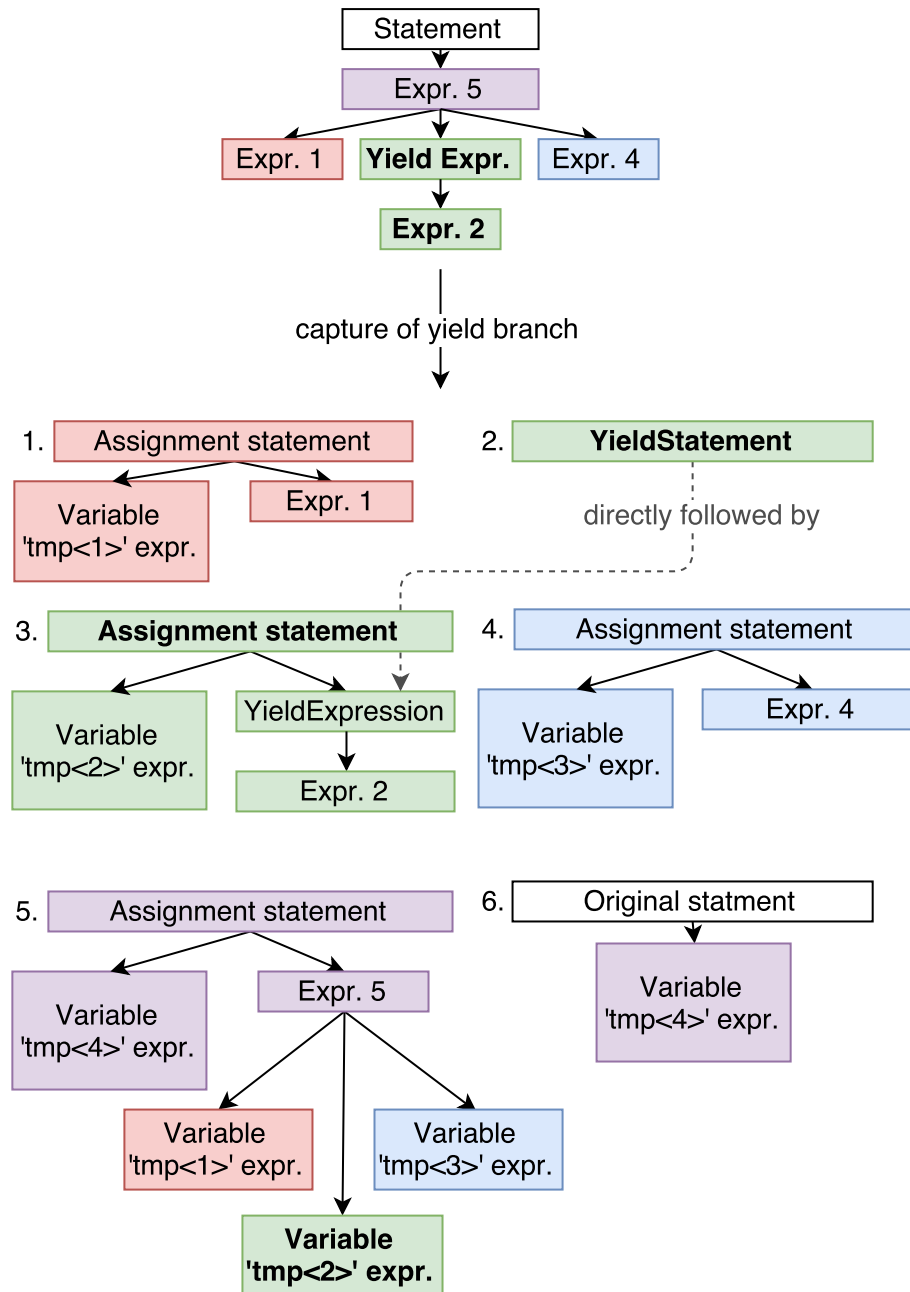 Statement
Expr. 5
Expr. 1
Yield Expr.
Expr. 4
Expr. 2
capture of yield branch
1.
Assignment statement
Variable
'tmp<1>' expr.
Expr. 1
2.
YieldStatement
directly followed by
3.
Assignment statement
Variable
'tmp<2>' expr.
YieldExpression
Expr. 2
4.
Assignment statement
Variable
'tmp<3>' expr.
Expr. 4
5.
Assignment statement
Variable
'tmp<4>' expr.
Expr. 5
Variable
'tmp<1>' expr.
Variable
'tmp<3>' expr.
Variable
'tmp<2>' expr.
6.
Original statment
Variable
'tmp<4>' expr.